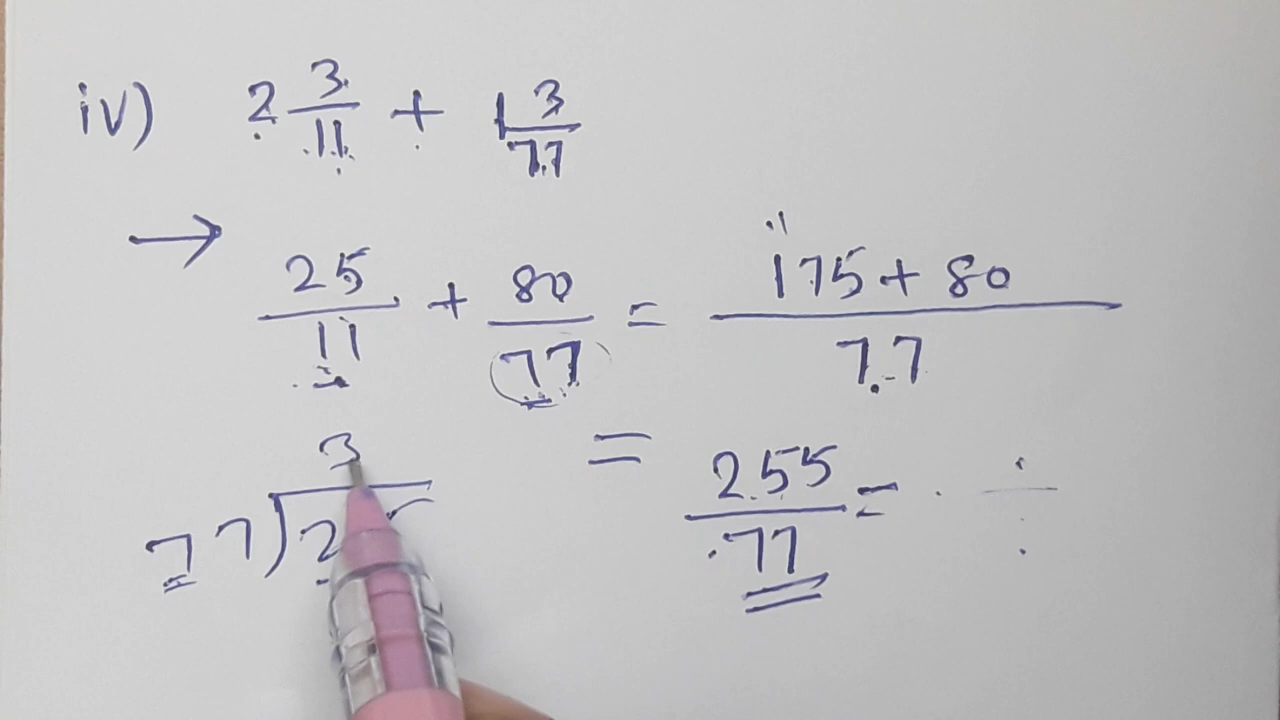 iv) 2 3/11 + 1 3/77
→ 25/11 + 80/77 = 175 + 80/77
= 255/77 =
3
77) 2